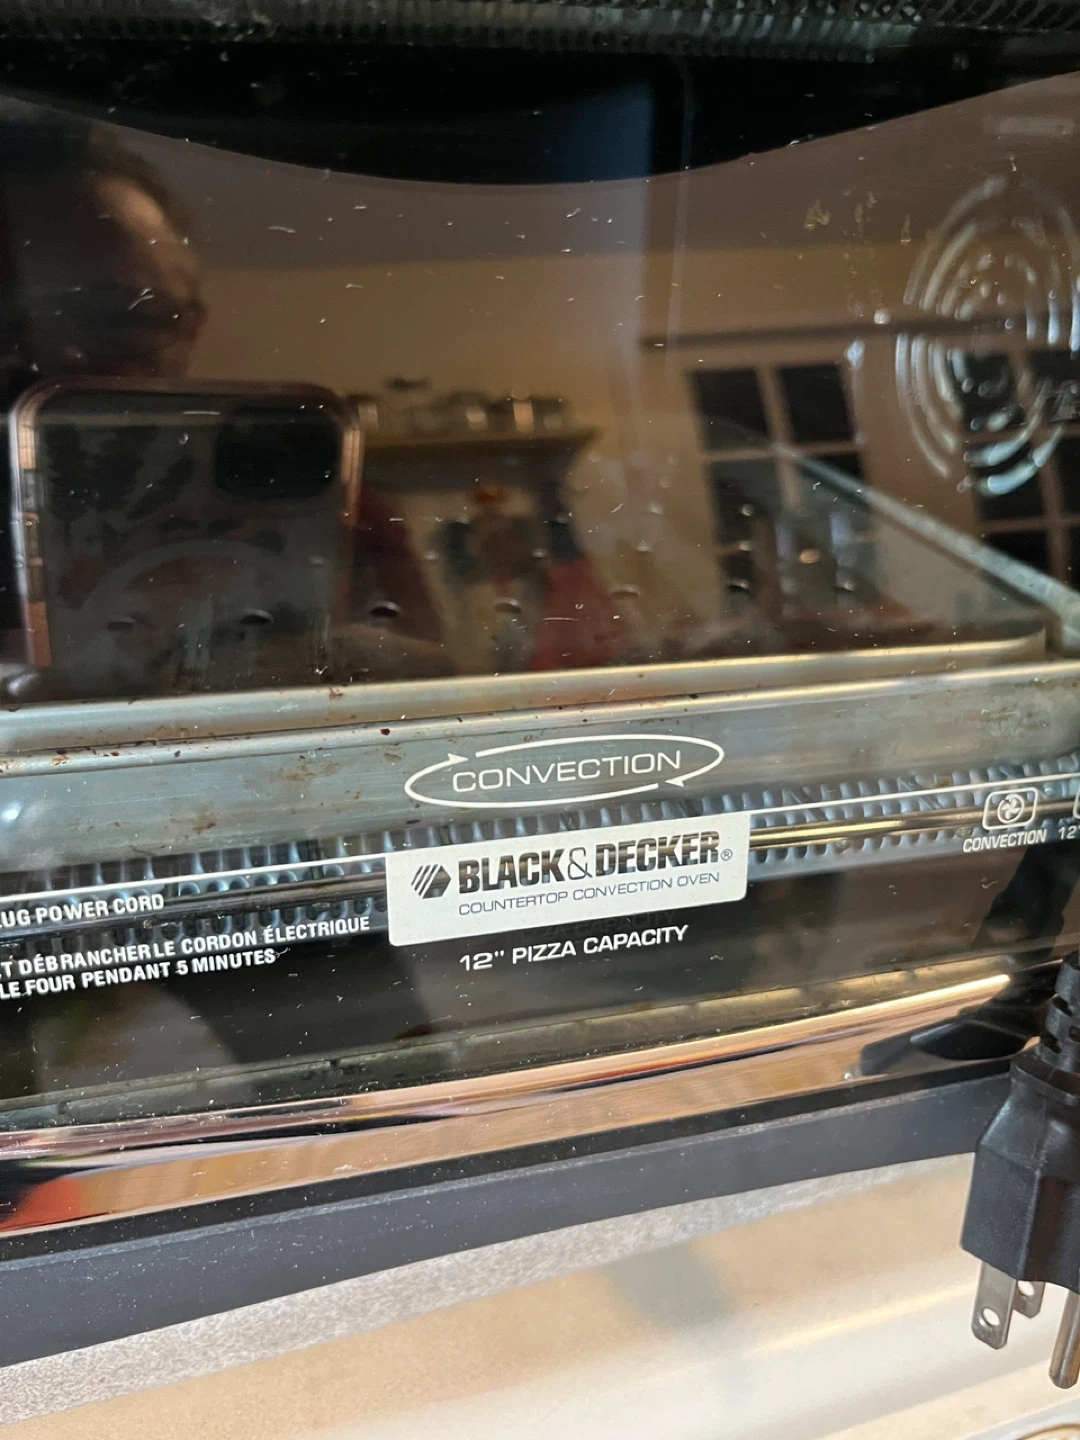 CONVECTION
BLACK&DECKER®
COUNTERTOP CONVECTION OVEN
12" PIZZA CAPACITY
CONVECTION 12"
UG POWER CORD
T DÉBRANCHER LE CORDON ÉLECTRIQUE
LE FOUR PENDANT 5 MINUTES